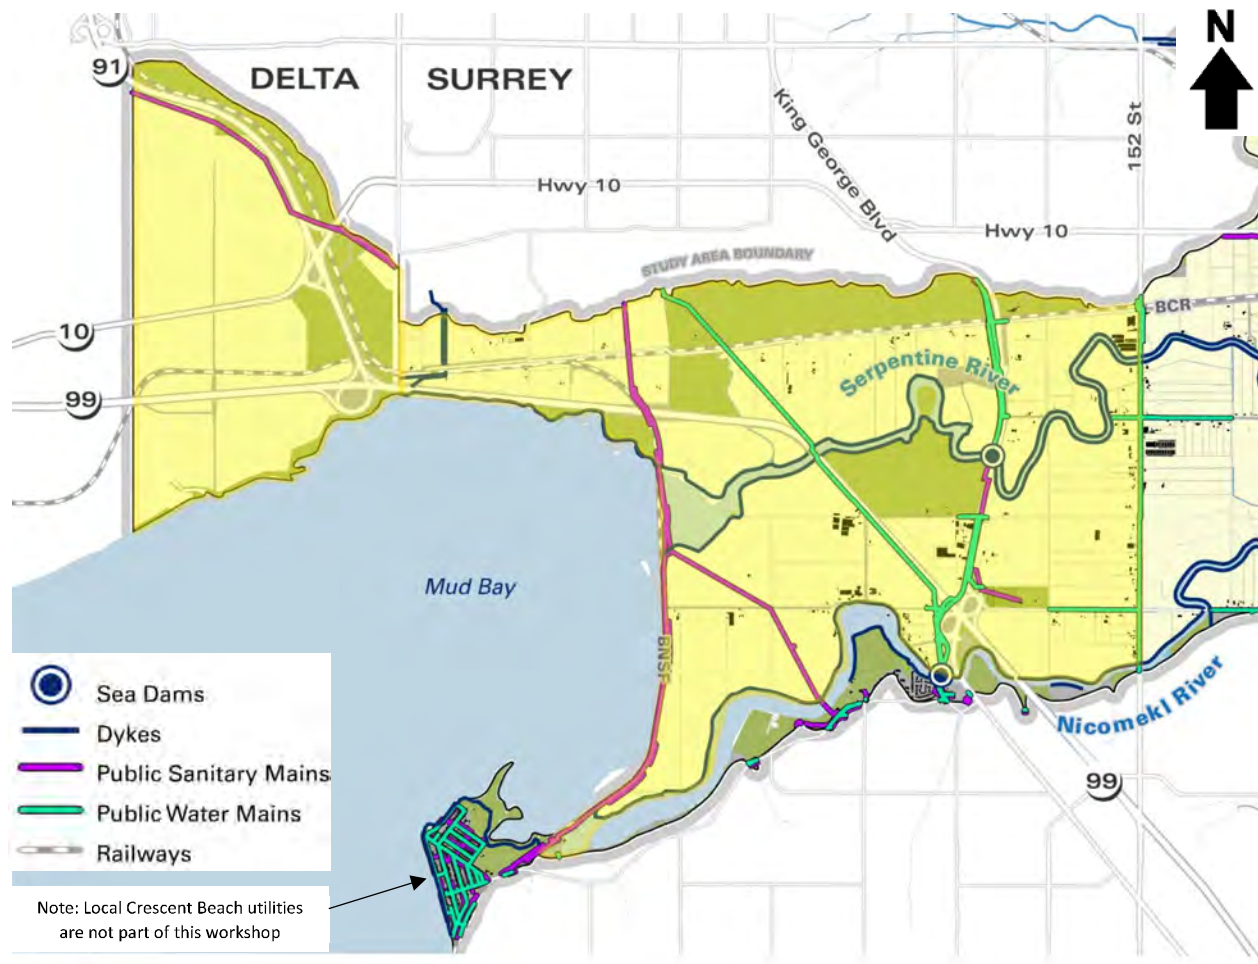 N
91
DELTA
SURREY
King George Blvd
152 St
Hwy 10
Hwy 10
STUDY AREA BOUNDARY
BCR
10
Serpentine River
99
Mud Bay
BNSF
Nicomekl River
99
Sea Dams
Dykes
Public Sanitary Mains
Public Water Mains
Railways
Note: Local Crescent Beach utilities
are not part of this workshop